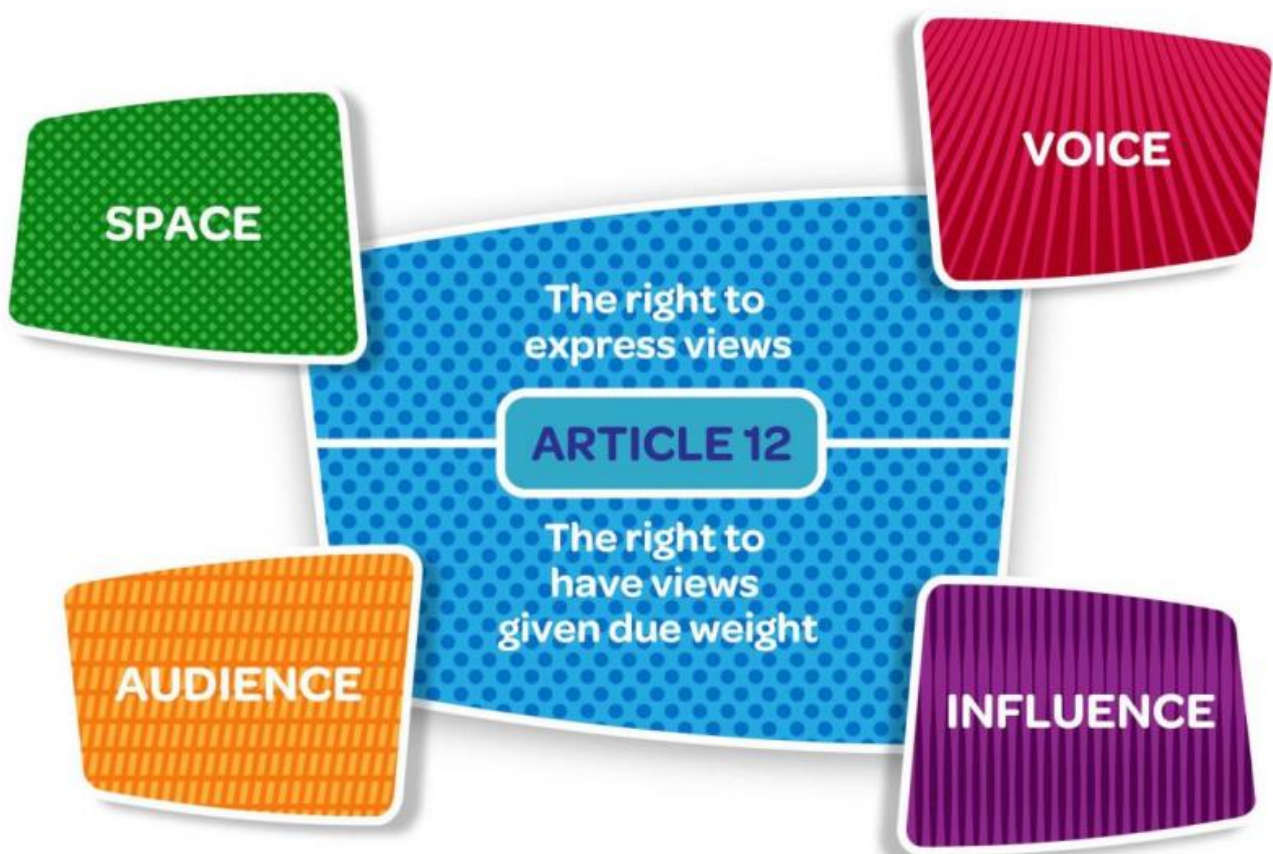 SPACE
VOICE
The right to
express views
ARTICLE 12
The right to
have views
given due weight
AUDIENCE
INFLUENCE